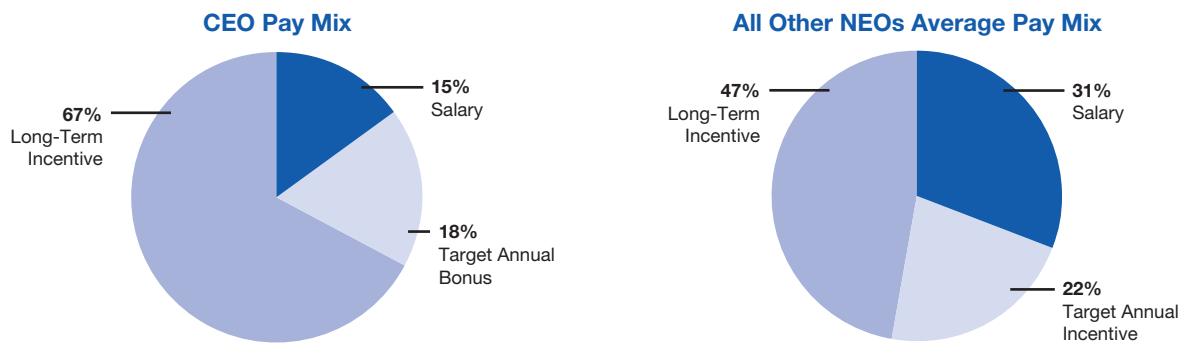 CEO Pay Mix
67%
Long-Term
Incentive
15%
Salary
18%
Target Annual
Bonus
All Other NEOs Average Pay Mix
47%
Long-Term
Incentive
31%
Salary
22%
Target Annual
Incentive